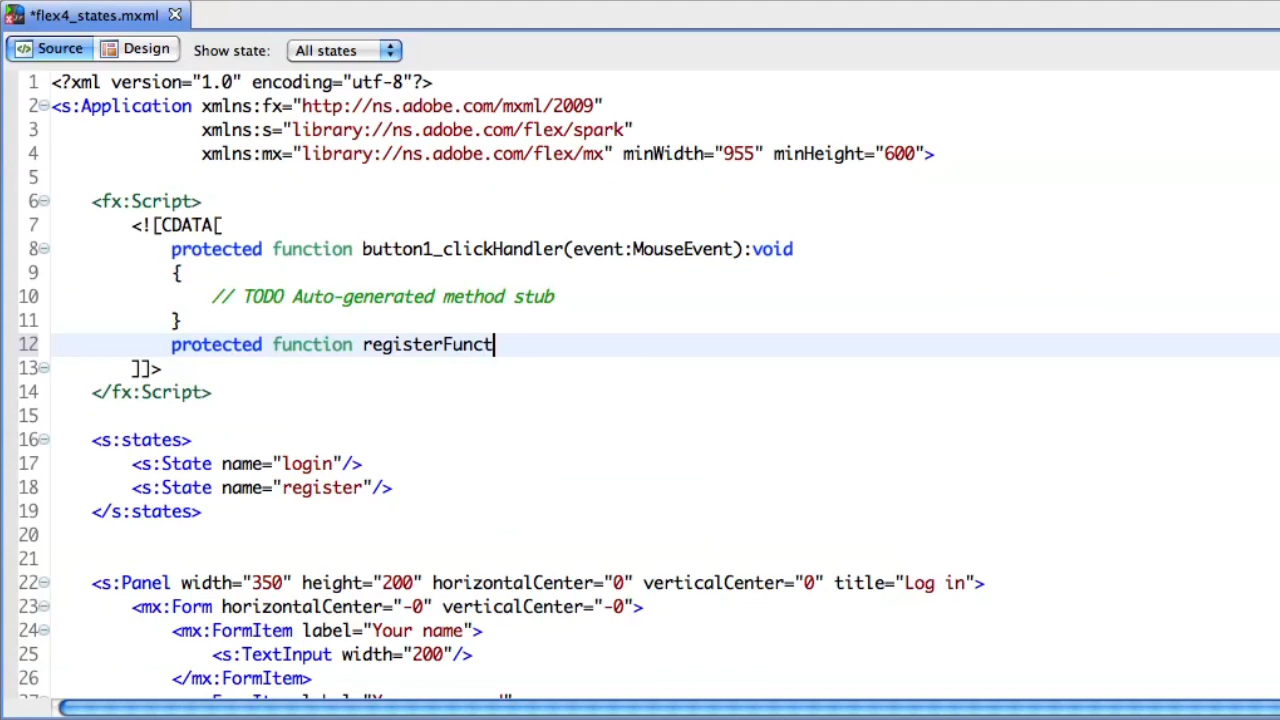 *flex4_states.mxml
Source Design Show state: All states
1 <?xml version="1.0" encoding="utf-8"?>
2 <s:Application xmlns:fx="http://ns.adobe.com/mxml/2009"
3 xmlns:s="library://ns.adobe.com/flex/spark"
4 xmlns:mx="library://ns.adobe.com/flex/mx" minWidth="955" minHeight="600">
5
6 <fx:Script>
7 <![CDATA[
8 protected function button1_clickHandler(event:MouseEvent):void
9 {
10 // TODO Auto-generated method stub
11 }
12 protected function registerFunct
13 ]]>
14 </fx:Script>
15
16 <s:states>
17 <s:State name="login"/>
18 <s:State name="register"/>
19 </s:states>
20
21
22 <s:Panel width="350" height="200" horizontalCenter="0" verticalCenter="0" title="Log in">
23 <mx:Form horizontalCenter="-0" verticalCenter="-0">
24 <mx:FormItem label="Your name">
25 <s:TextInput width="200"/>
26 </mx:FormItem>